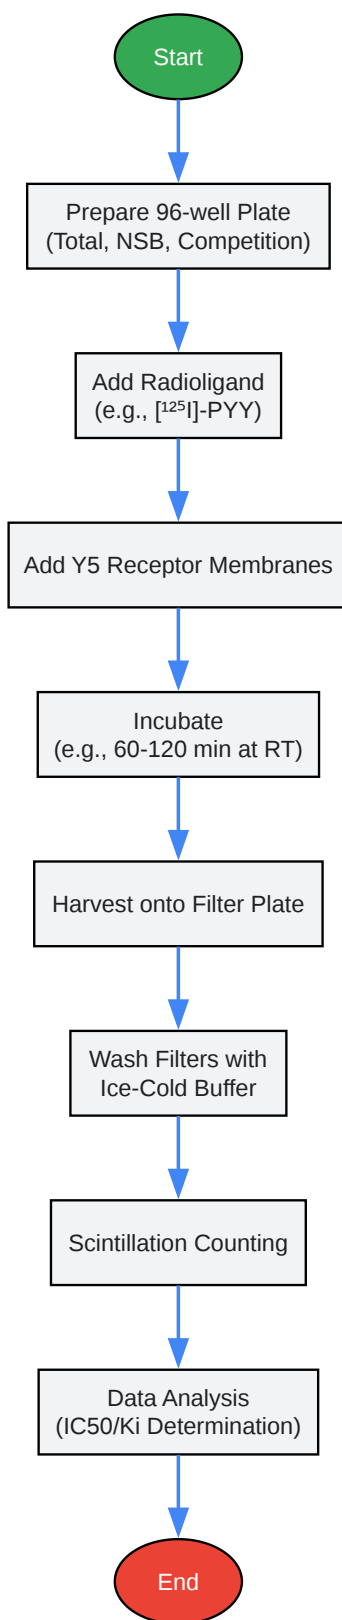 Start
Prepare 96-well Plate
(Total, NSB, Competition)
Add Radioligand
(e.g., [¹²⁵I]-PYY)
Add Y5 Receptor Membranes
Incubate
(e.g., 60-120 min at RT)
Harvest onto Filter Plate
Wash Filters with
Ice-Cold Buffer
Scintillation Counting
Data Analysis
(IC50/Ki Determination)
End